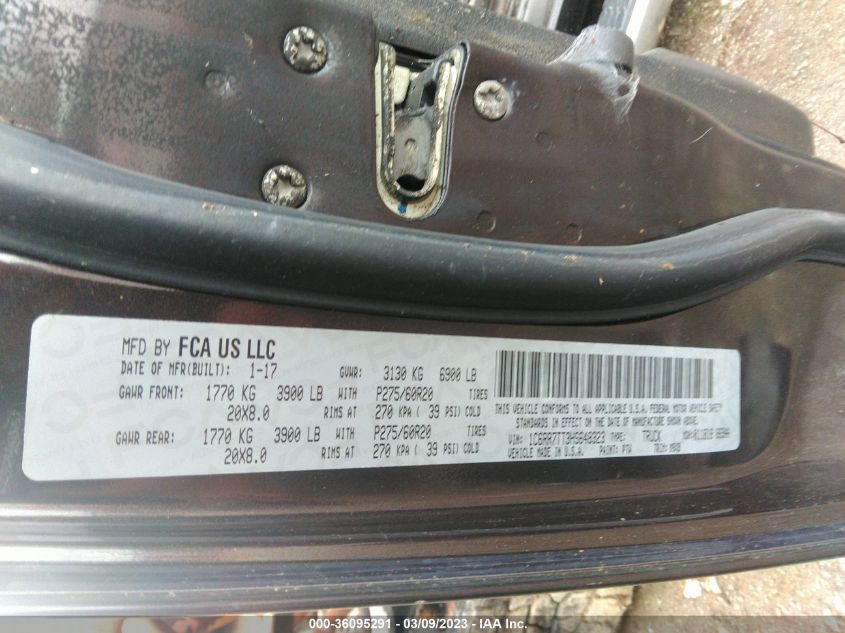 MFD BY FCA US LLC
DATE OF MFR(BUILT): 1-17 GVWR: 3130 KG 6900 LB
GAWR FRONT: 1770 KG 3900 LB WITH P275/60R20 TIRES
20X8.0 RIMS AT 270 KPA ( 39 PSI) COLD
GAWR REAR: 1770 KG 3900 LB WITH P275/60R20 TIRES
20X8.0 RIMS AT 270 KPA ( 39 PSI) COLD
THIS VEHICLE CONFORMS TO ALL APPLICABLE U.S.A. FEDERAL MOTOR VEHICLE SAFETY
STANDARDS IN EFFECT ON THE DATE OF MANUFACTURE SHOWN ABOVE.
VIN: 1C6RR7TT3HS648323 TYPE: TRUCK
VEHICLE MADE IN U.S.A. PAINT: TRIM:
000-36095291 - 03/09/2023 - IAA Inc.